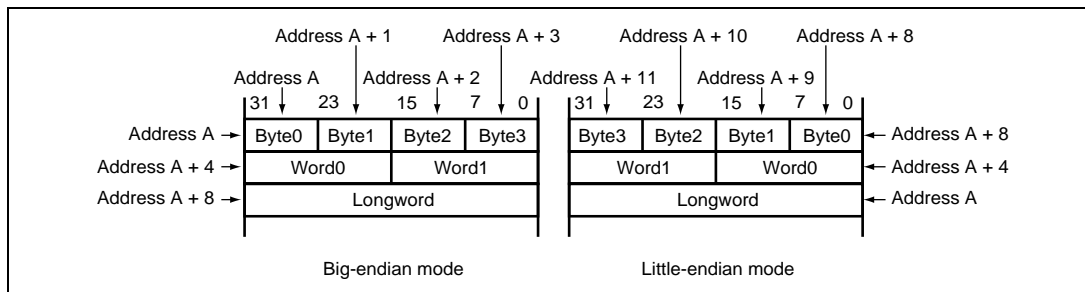 Address A + 1 Address A + 3 Address A + 10 Address A + 8
Address A Address A + 2 Address A + 11 Address A + 9
31 23 15 7 0 31 23 15 7 0
Address A Byte0 Byte1 Byte2 Byte3 Byte3 Byte2 Byte1 Byte0 Address A + 8
Address A + 4 Word0 Word1 Word1 Word0 Address A + 4
Address A + 8 Longword Longword Address A
Big-endian mode Little-endian mode